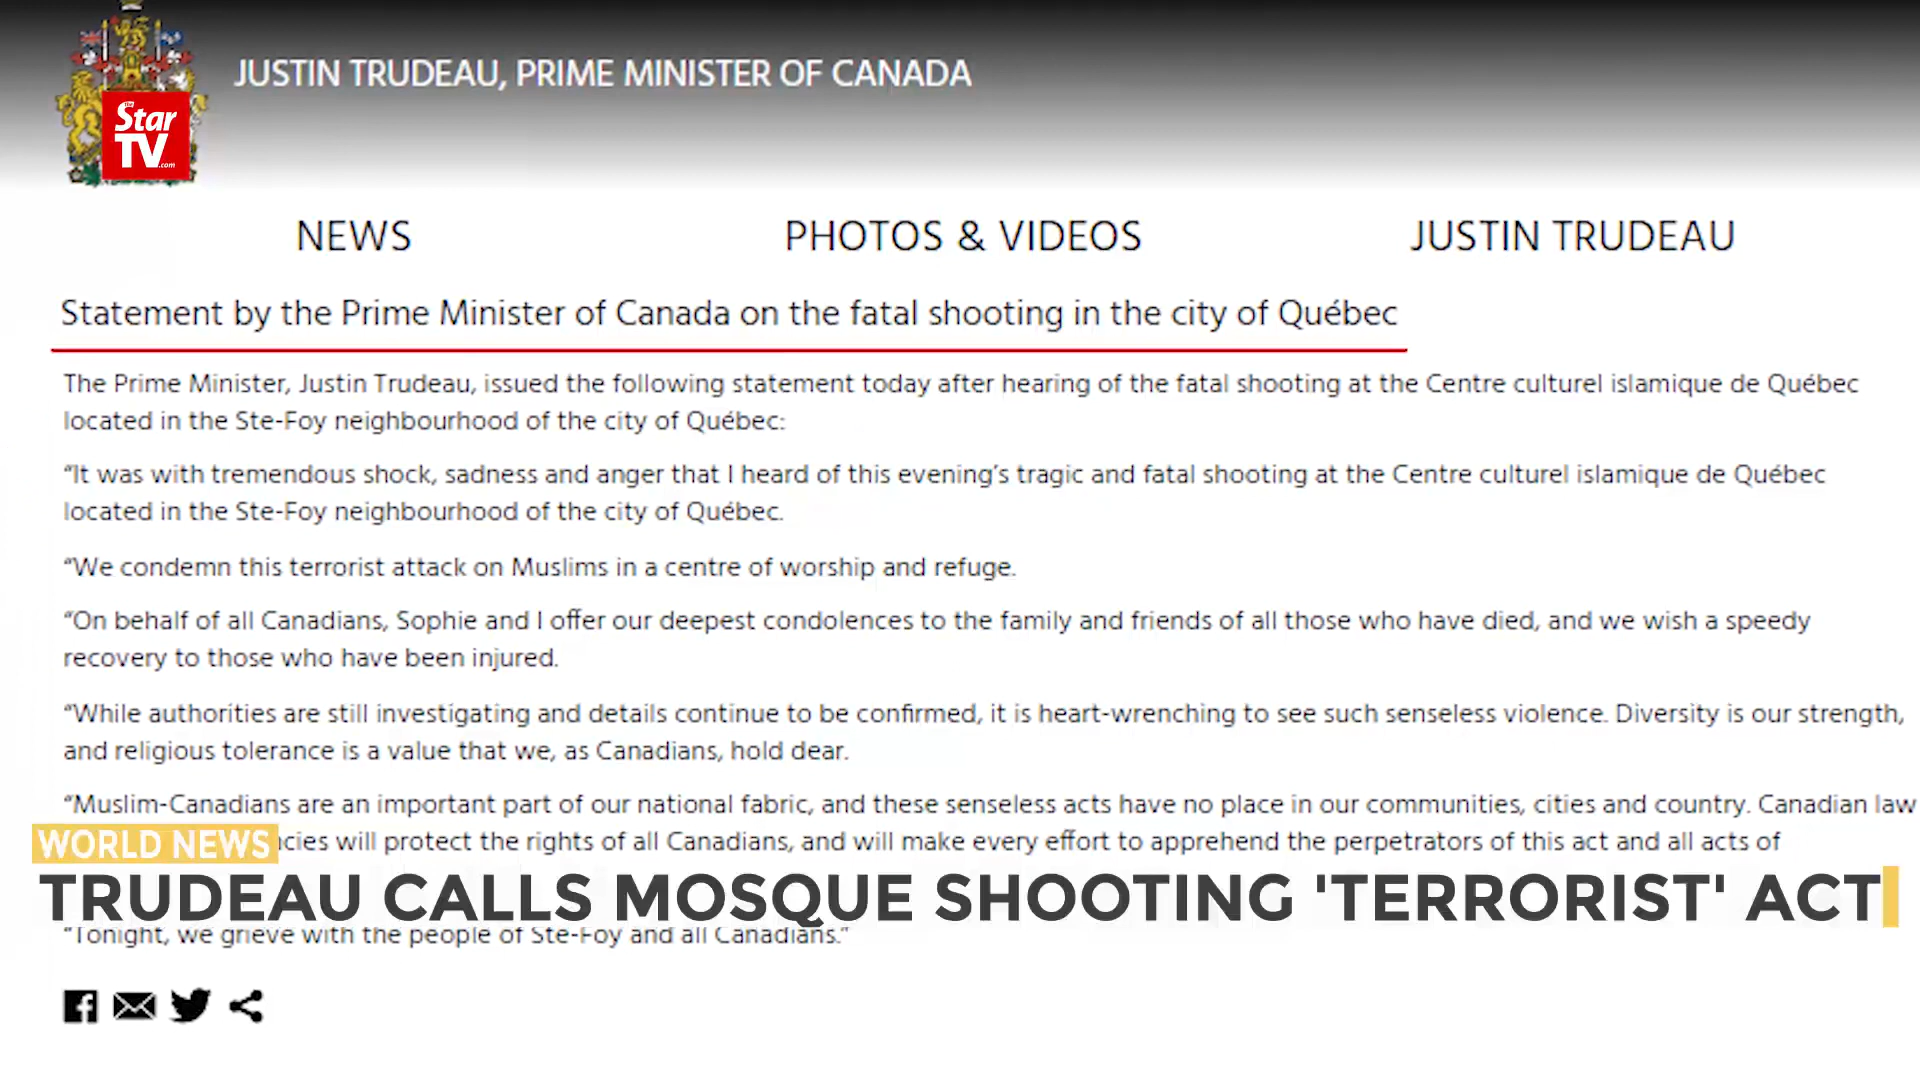 JUSTIN TRUDEAU, PRIME MINISTER OF CANADA
The
Star
TV.com
NEWS PHOTOS & VIDEOS JUSTIN TRUDEAU
Statement by the Prime Minister of Canada on the fatal shooting in the city of Québec
The Prime Minister, Justin Trudeau, issued the following statement today after hearing of the fatal shooting at the Centre culturel islamique de Québec
located in the Ste-Foy neighbourhood of the city of Québec:
“It was with tremendous shock, sadness and anger that I heard of this evening’s tragic and fatal shooting at the Centre culturel islamique de Québec
located in the Ste-Foy neighbourhood of the city of Québec.
“We condemn this terrorist attack on Muslims in a centre of worship and refuge.
“On behalf of all Canadians, Sophie and I offer our deepest condolences to the family and friends of all those who have died, and we wish a speedy
recovery to those who have been injured.
“While authorities are still investigating and details continue to be confirmed, it is heart-wrenching to see such senseless violence. Diversity is our strength,
and religious tolerance is a value that we, as Canadians, hold dear.
“Muslim-Canadians are an important part of our national fabric, and these senseless acts have no place in our communities, cities and country. Canadian law
WORLD NEWS will protect the rights of all Canadians, and will make every effort to apprehend the perpetrators of this act and all acts of
TRUDEAU CALLS MOSQUE SHOOTING 'TERRORIST' ACT
“Tonight, we grieve with the people of Ste-Foy and all Canadians.”